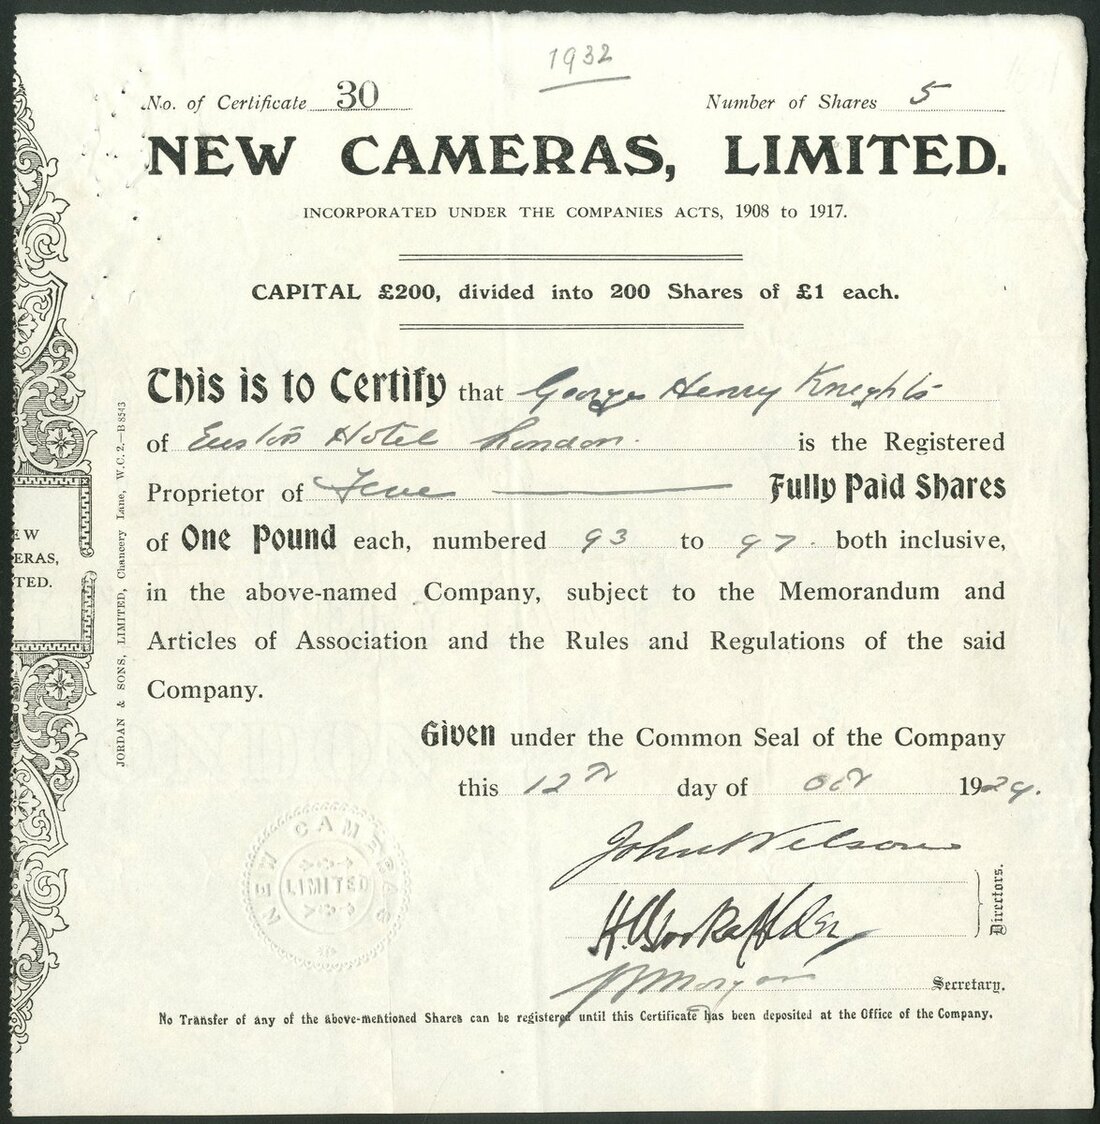 1932
No. of Certificate 30 Number of Shares 5
NEW CAMERAS, LIMITED.
INCORPORATED UNDER THE COMPANIES ACTS, 1908 to 1917.
CAPITAL £200, divided into 200 Shares of £1 each.
This is to Certify that George Henry Knights
of Euston Hotel London. is the Registered
Proprietor of Five Fully Paid Shares
of One Pound each, numbered 93 to 97. both inclusive,
in the above-named Company, subject to the Memorandum and
Articles of Association and the Rules and Regulations of the said
Company.
Given under the Common Seal of the Company
this 12th day of Oct 1929.
John Wilson
Directors.
Morgan
Secretary.
No Transfer of any of the above-mentioned Shares can be registered until this Certificate has been deposited at the Office of the Company.
NEW CAMERAS
LIMITED
JORDAN & SONS, LIMITED, Chancery Lane, W.C.2.—B8543
EW
ERAS,
TED.